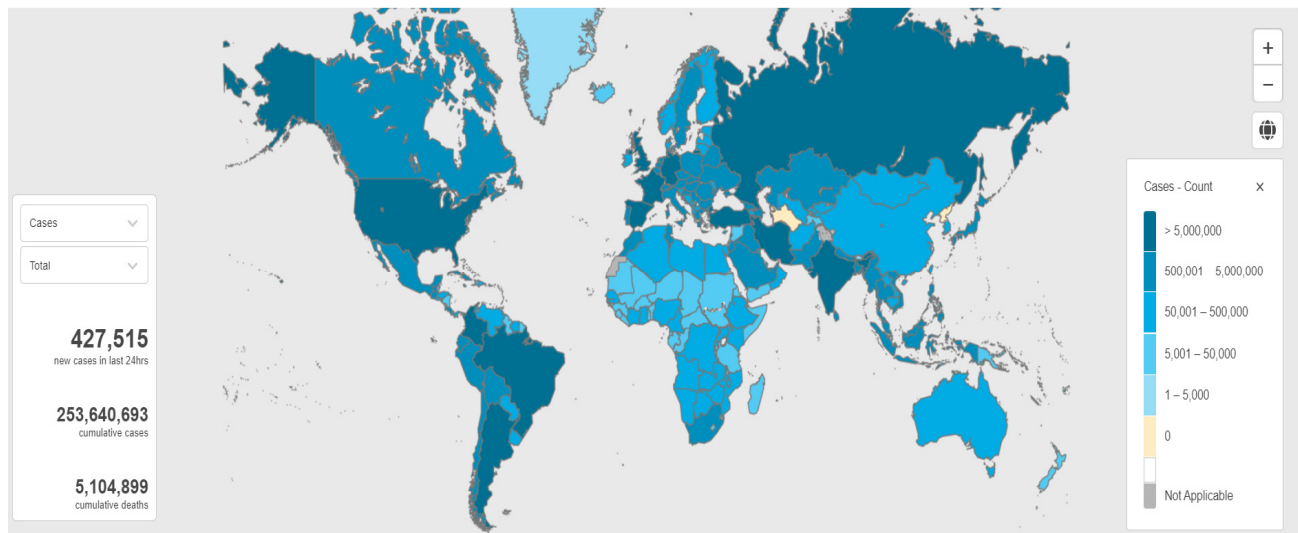 Cases
Total
427,515
new cases in last 24hrs
253,640,693
cumulative cases
5,104,899
cumulative deaths
+
−
Cases - Count x
> 5,000,000
500,001 5,000,000
50,001 – 500,000
5,001 – 50,000
1 – 5,000
0
Not Applicable